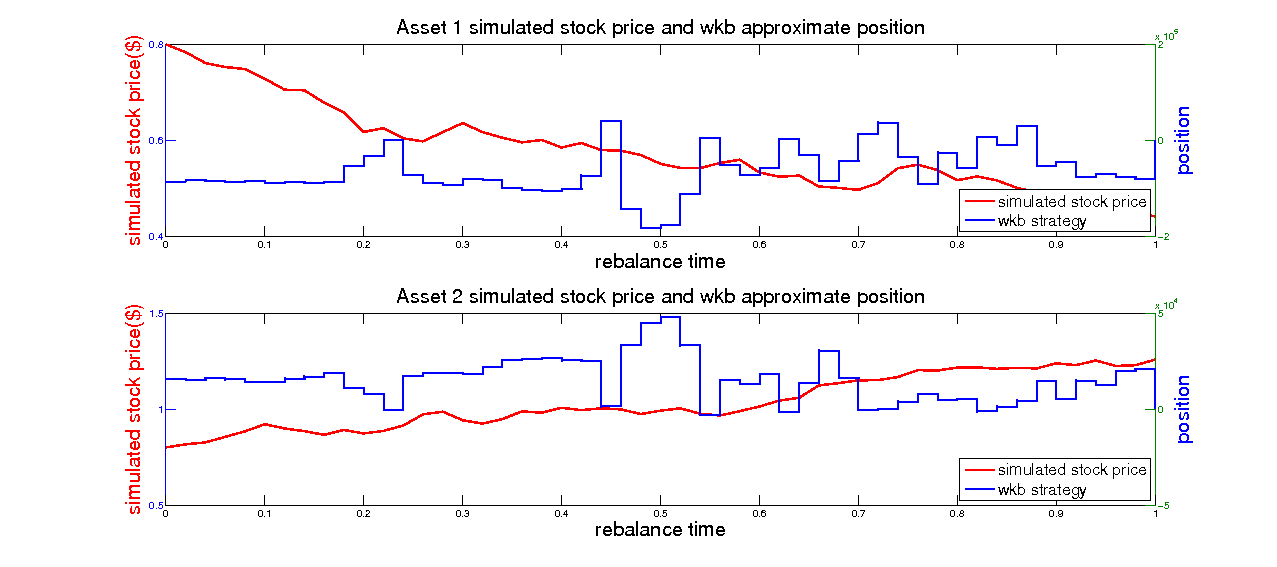 Asset 1 simulated stock price and wkb approximate position
x 10^5
0.8
0.6
0.4
2
0
-2
simulated stock price($)
position
simulated stock price
wkb strategy
0 0.1 0.2 0.3 0.4 0.5 0.6 0.7 0.8 0.9 1
rebalance time
Asset 2 simulated stock price and wkb approximate position
x 10^4
1.5
1
0.5
5
0
-5
simulated stock price($)
position
simulated stock price
wkb strategy
0 0.1 0.2 0.3 0.4 0.5 0.6 0.7 0.8 0.9 1
rebalance time